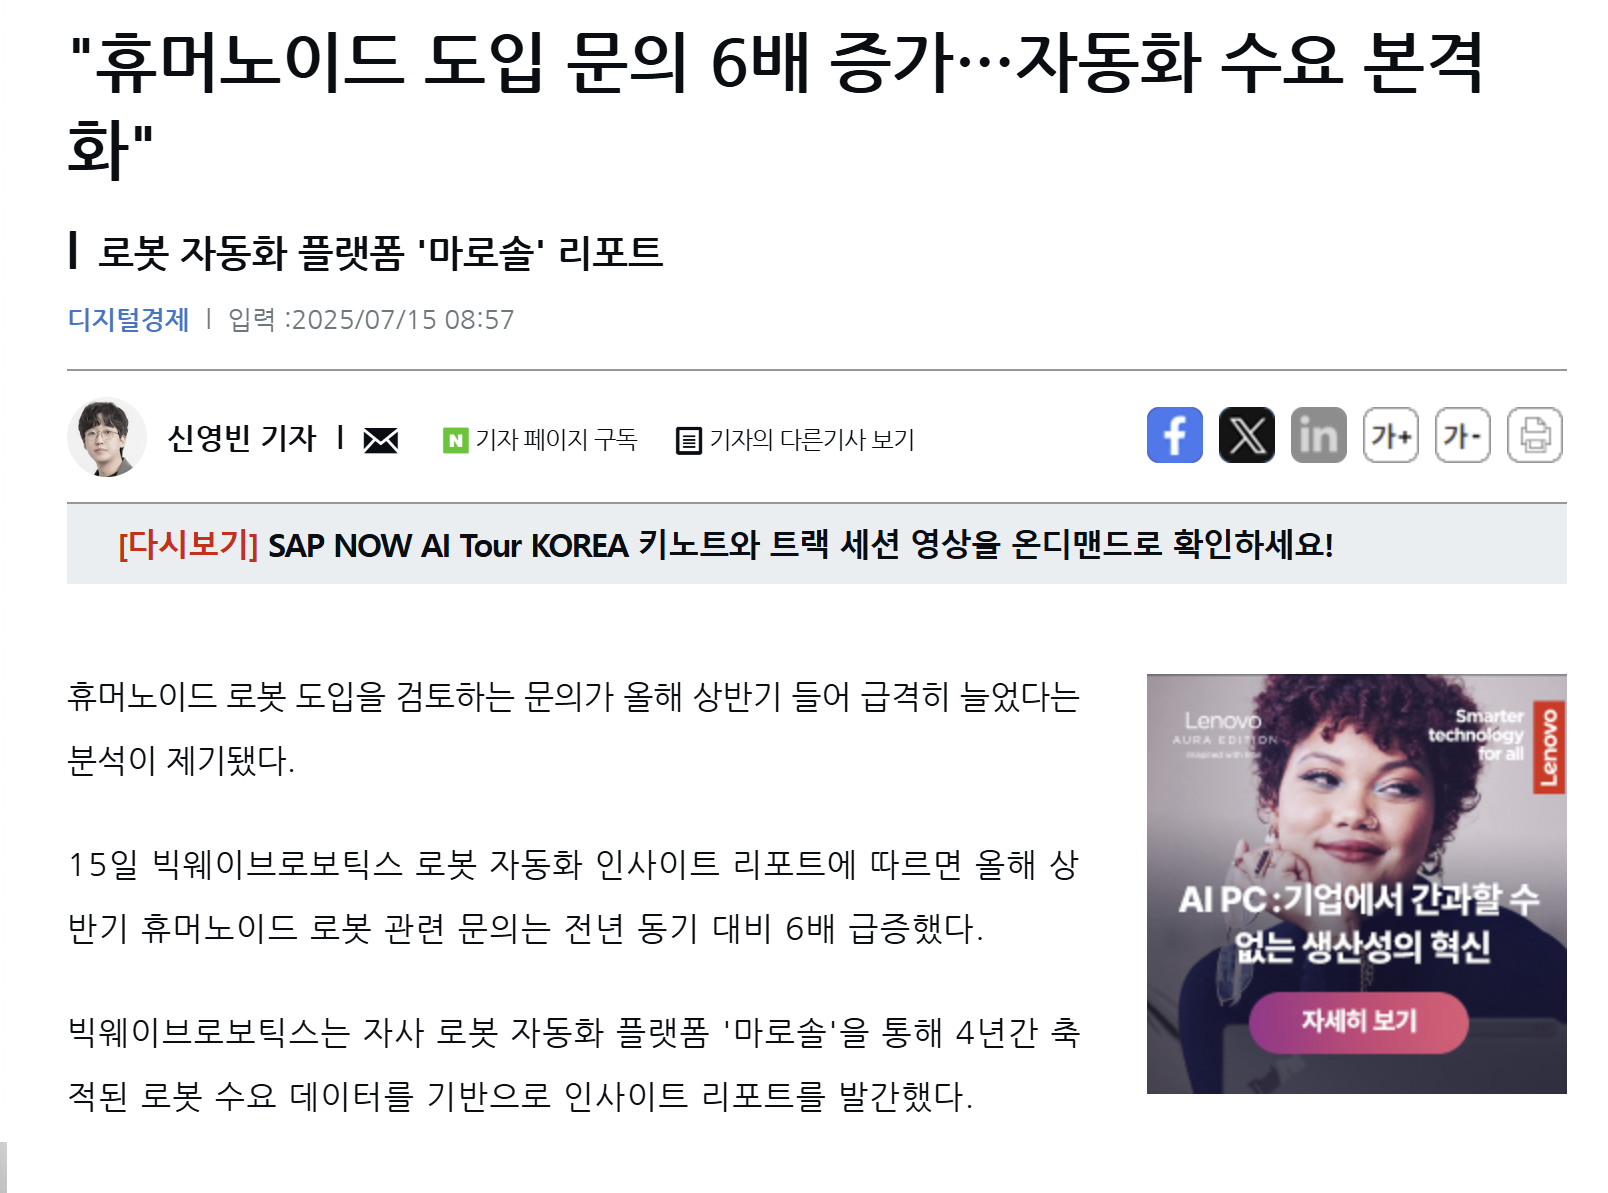 "휴머노이드 도입 문의 6배 증가…자동화 수요 본격
화"
로봇 자동화 플랫폼 '마로솔' 리포트
디지털경제 | 입력 :2025/07/15 08:57
신영빈 기자 |
N 기자 페이지 구독
기자의 다른기사 보기
f X in 가+ 가-
[다시보기] SAP NOW AI Tour KOREA 키노트와 트랙 세션 영상을 온디맨드로 확인하세요!
휴머노이드 로봇 도입을 검토하는 문의가 올해 상반기 들어 급격히 늘었다는
분석이 제기됐다.
15일 빅웨이브로보틱스 로봇 자동화 인사이트 리포트에 따르면 올해 상
반기 휴머노이드 로봇 관련 문의는 전년 동기 대비 6배 급증했다.
빅웨이브로보틱스는 자사 로봇 자동화 플랫폼 '마로솔'을 통해 4년간 축
적된 로봇 수요 데이터를 기반으로 인사이트 리포트를 발간했다.
Lenovo
AURA EDITION
Smarter
technology
for all
Lenovo
AI PC:기업에서 간과할 수
없는 생산성의 혁신
자세히 보기